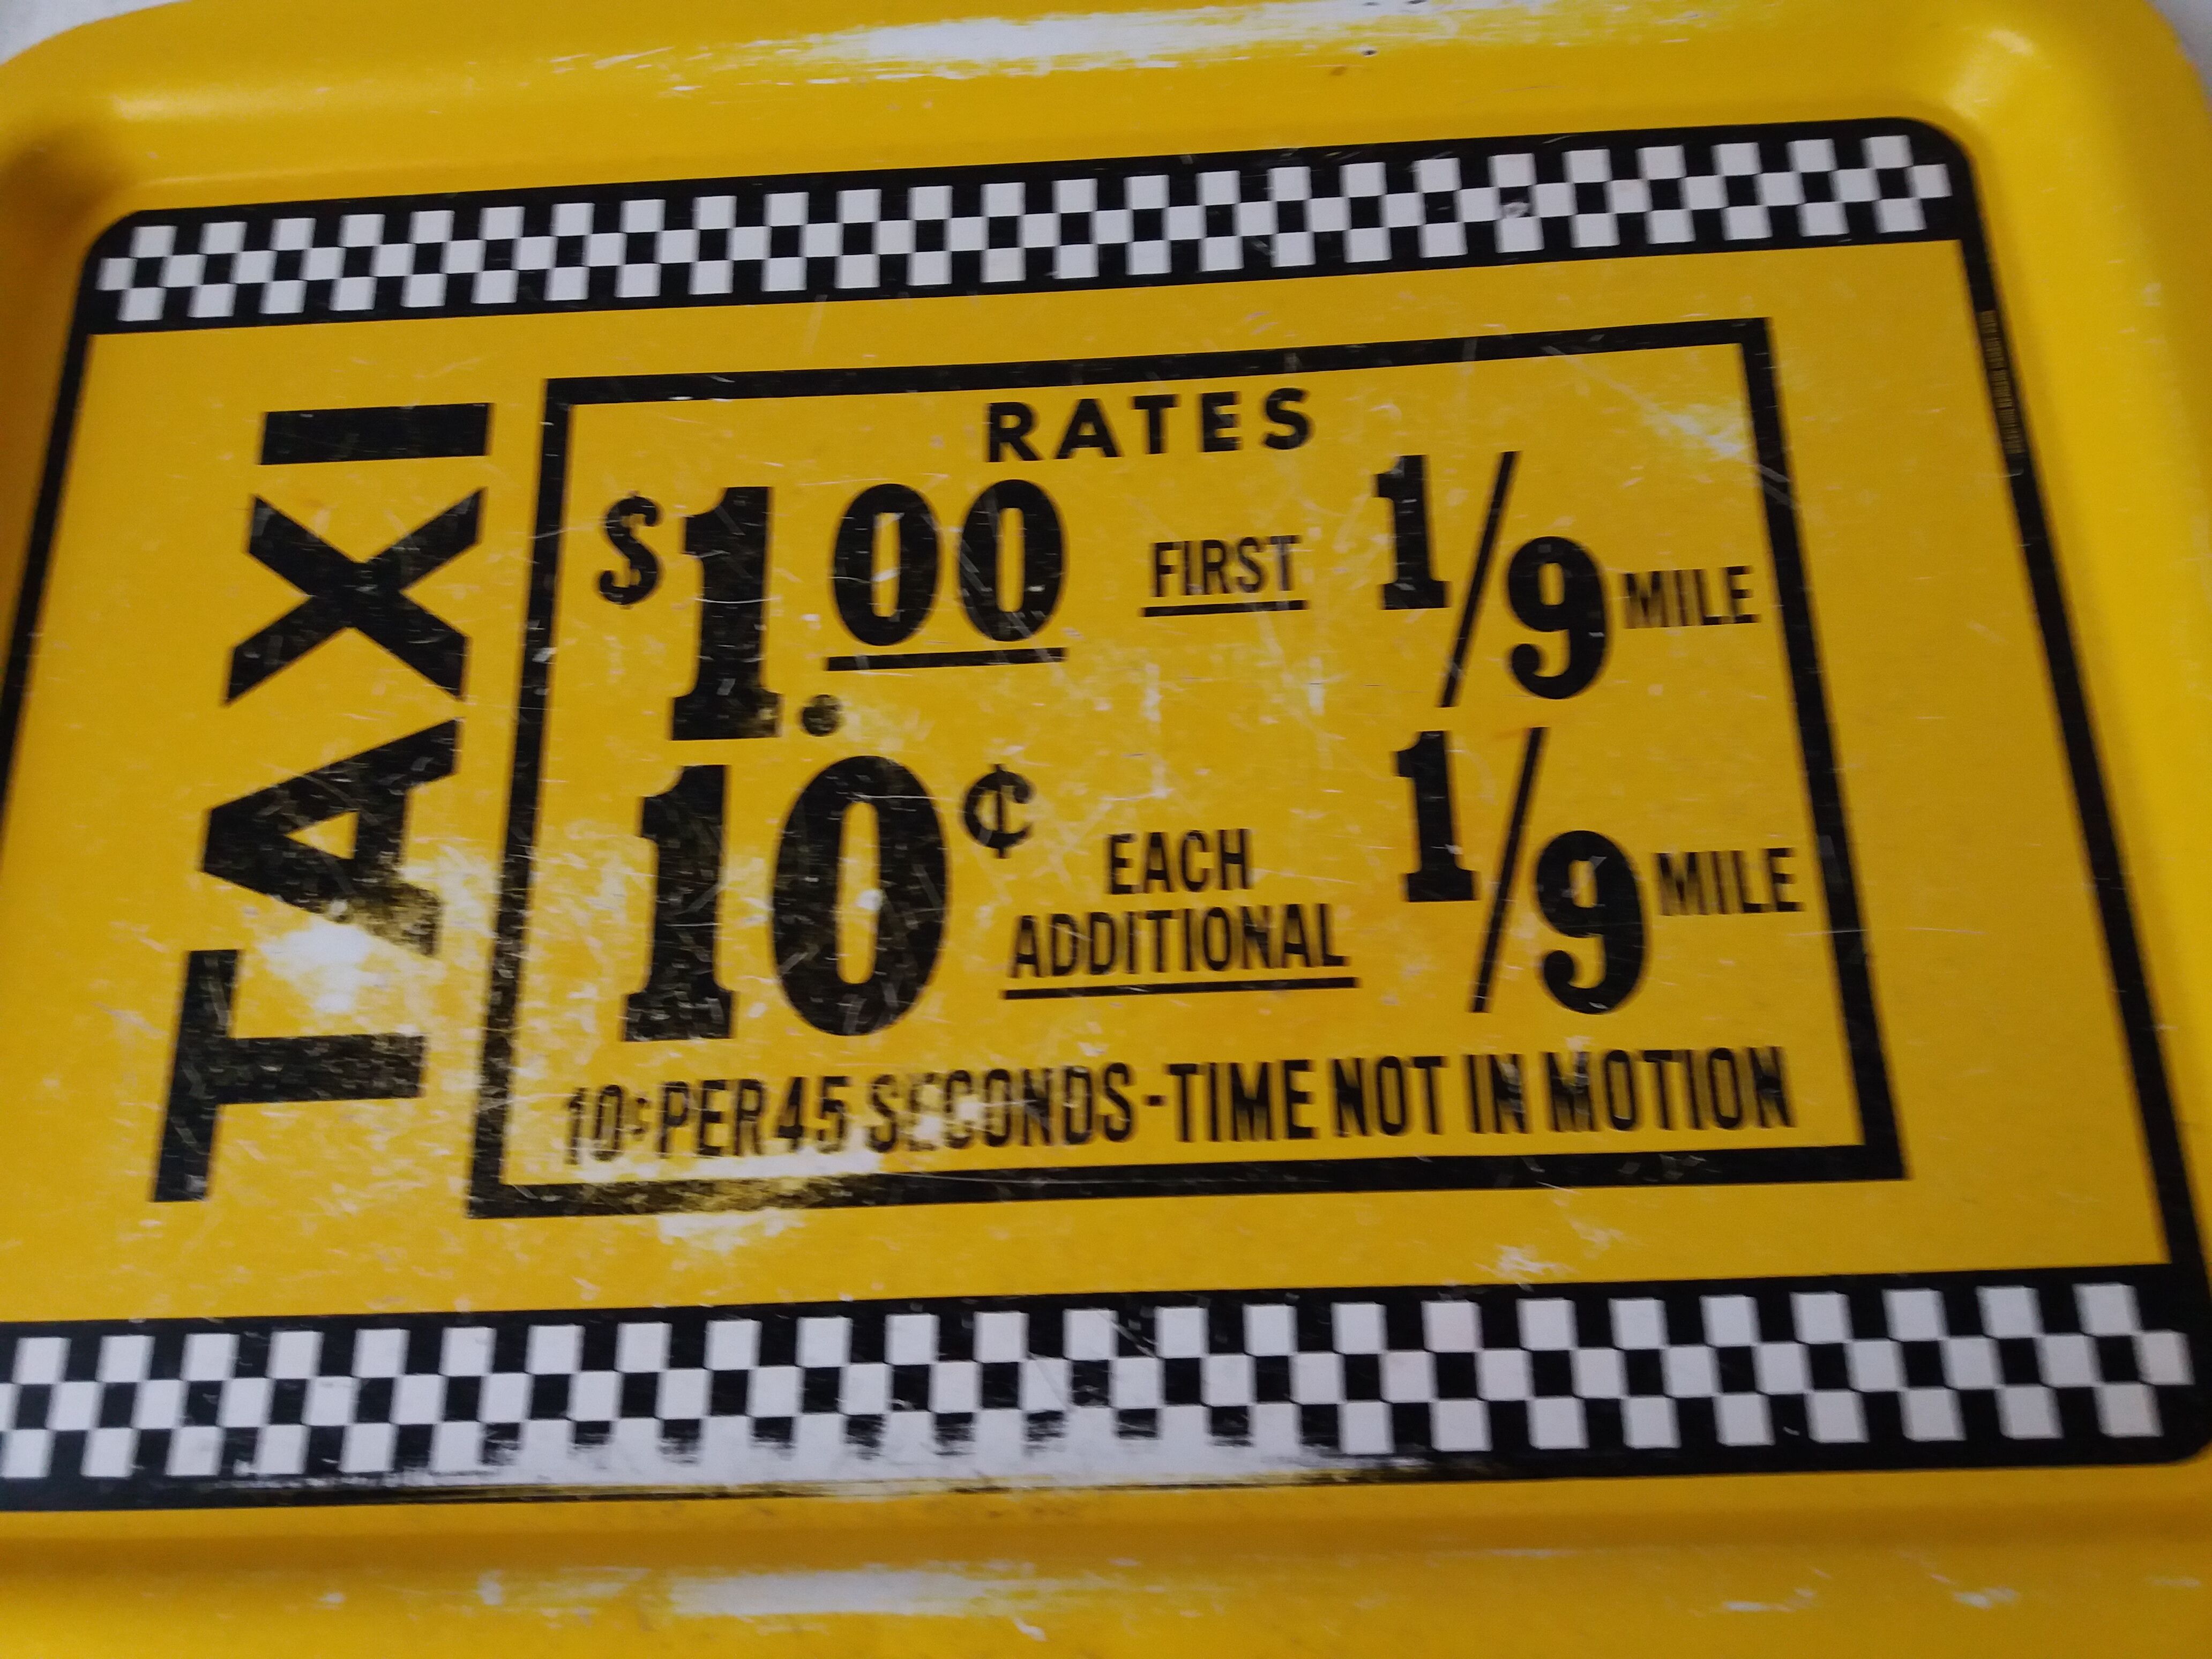 TAXI
RATES
$1.00 FIRST 1/9 MILE
10¢ EACH ADDITIONAL 1/9 MILE
10¢ PER 45 SECONDS-TIME NOT IN MOTION